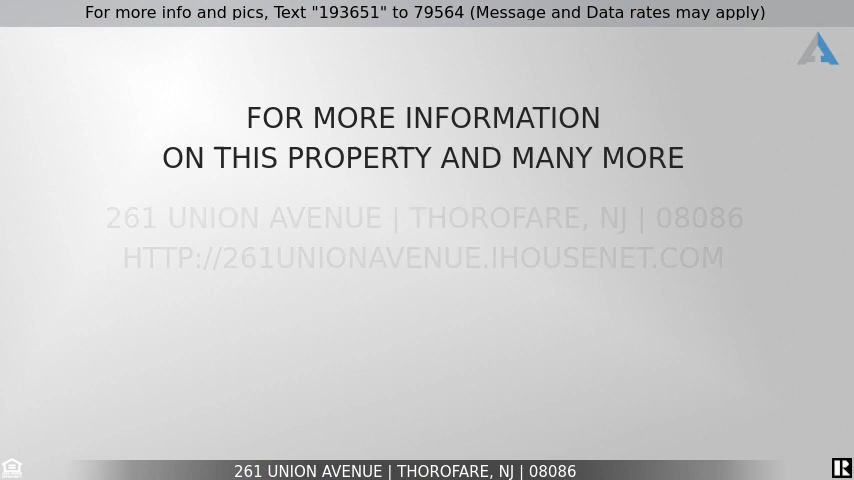 For more info and pics, Text "193651" to 79564 (Message and Data rates may apply)
FOR MORE INFORMATION
ON THIS PROPERTY AND MANY MORE
261 UNION AVENUE | THOROFARE, NJ | 08086
HTTP://261UNIONAVENUE.IHOUSENET.COM
261 UNION AVENUE | THOROFARE, NJ | 08086